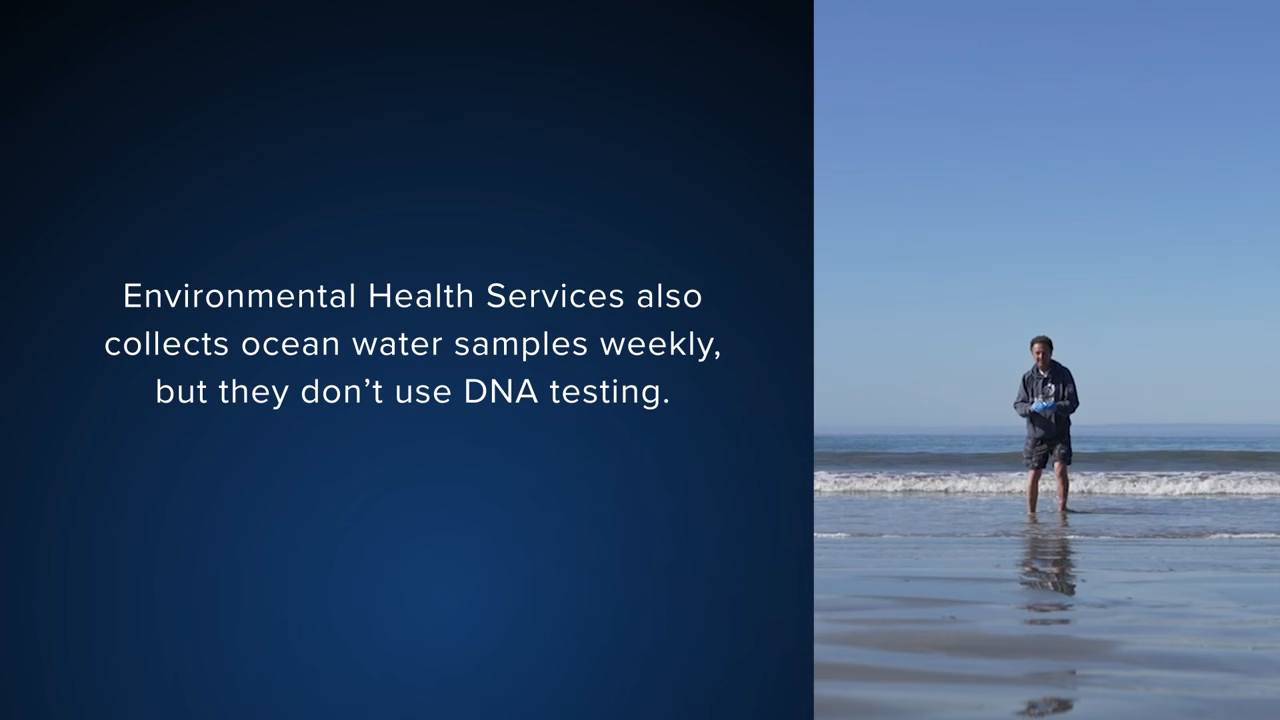 Environmental Health Services also
collects ocean water samples weekly,
but they don’t use DNA testing.